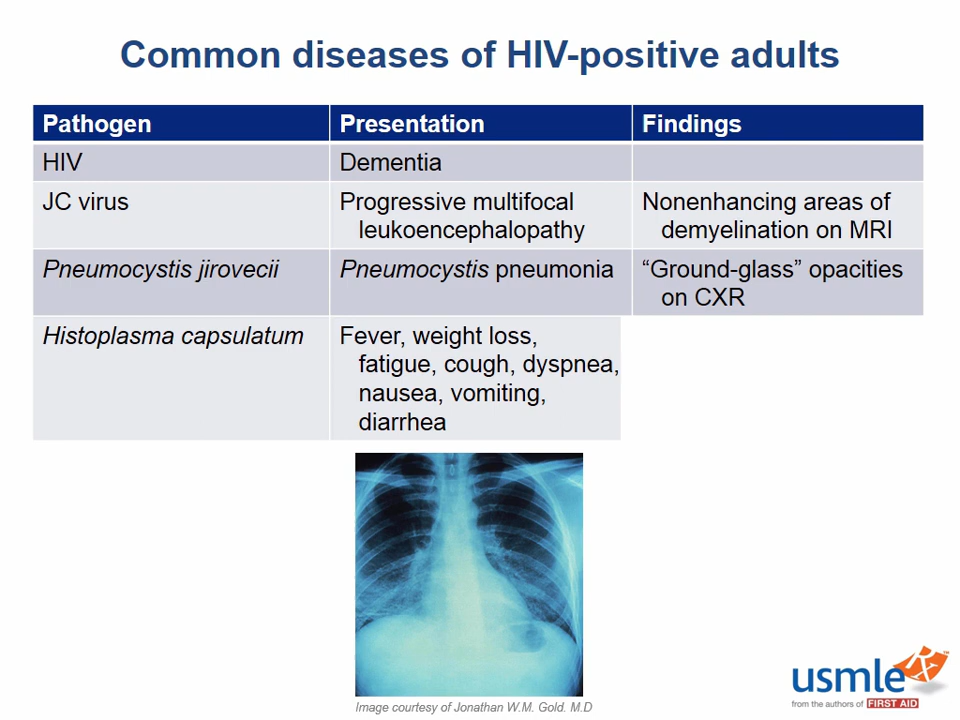 Common diseases of HIV-positive adults
Pathogen
Presentation
Findings
HIV
Dementia
JC virus
Progressive multifocal
leukoencephalopathy
Nonenhancing areas of
demyelination on MRI
Pneumocystis jirovecii
Pneumocystis pneumonia
“Ground-glass” opacities
on CXR
Histoplasma capsulatum
Fever, weight loss,
fatigue, cough, dyspnea,
nausea, vomiting,
diarrhea
Image courtesy of Jonathan W.M. Gold. M.D
usmle Rx
from the authors of FIRST AID